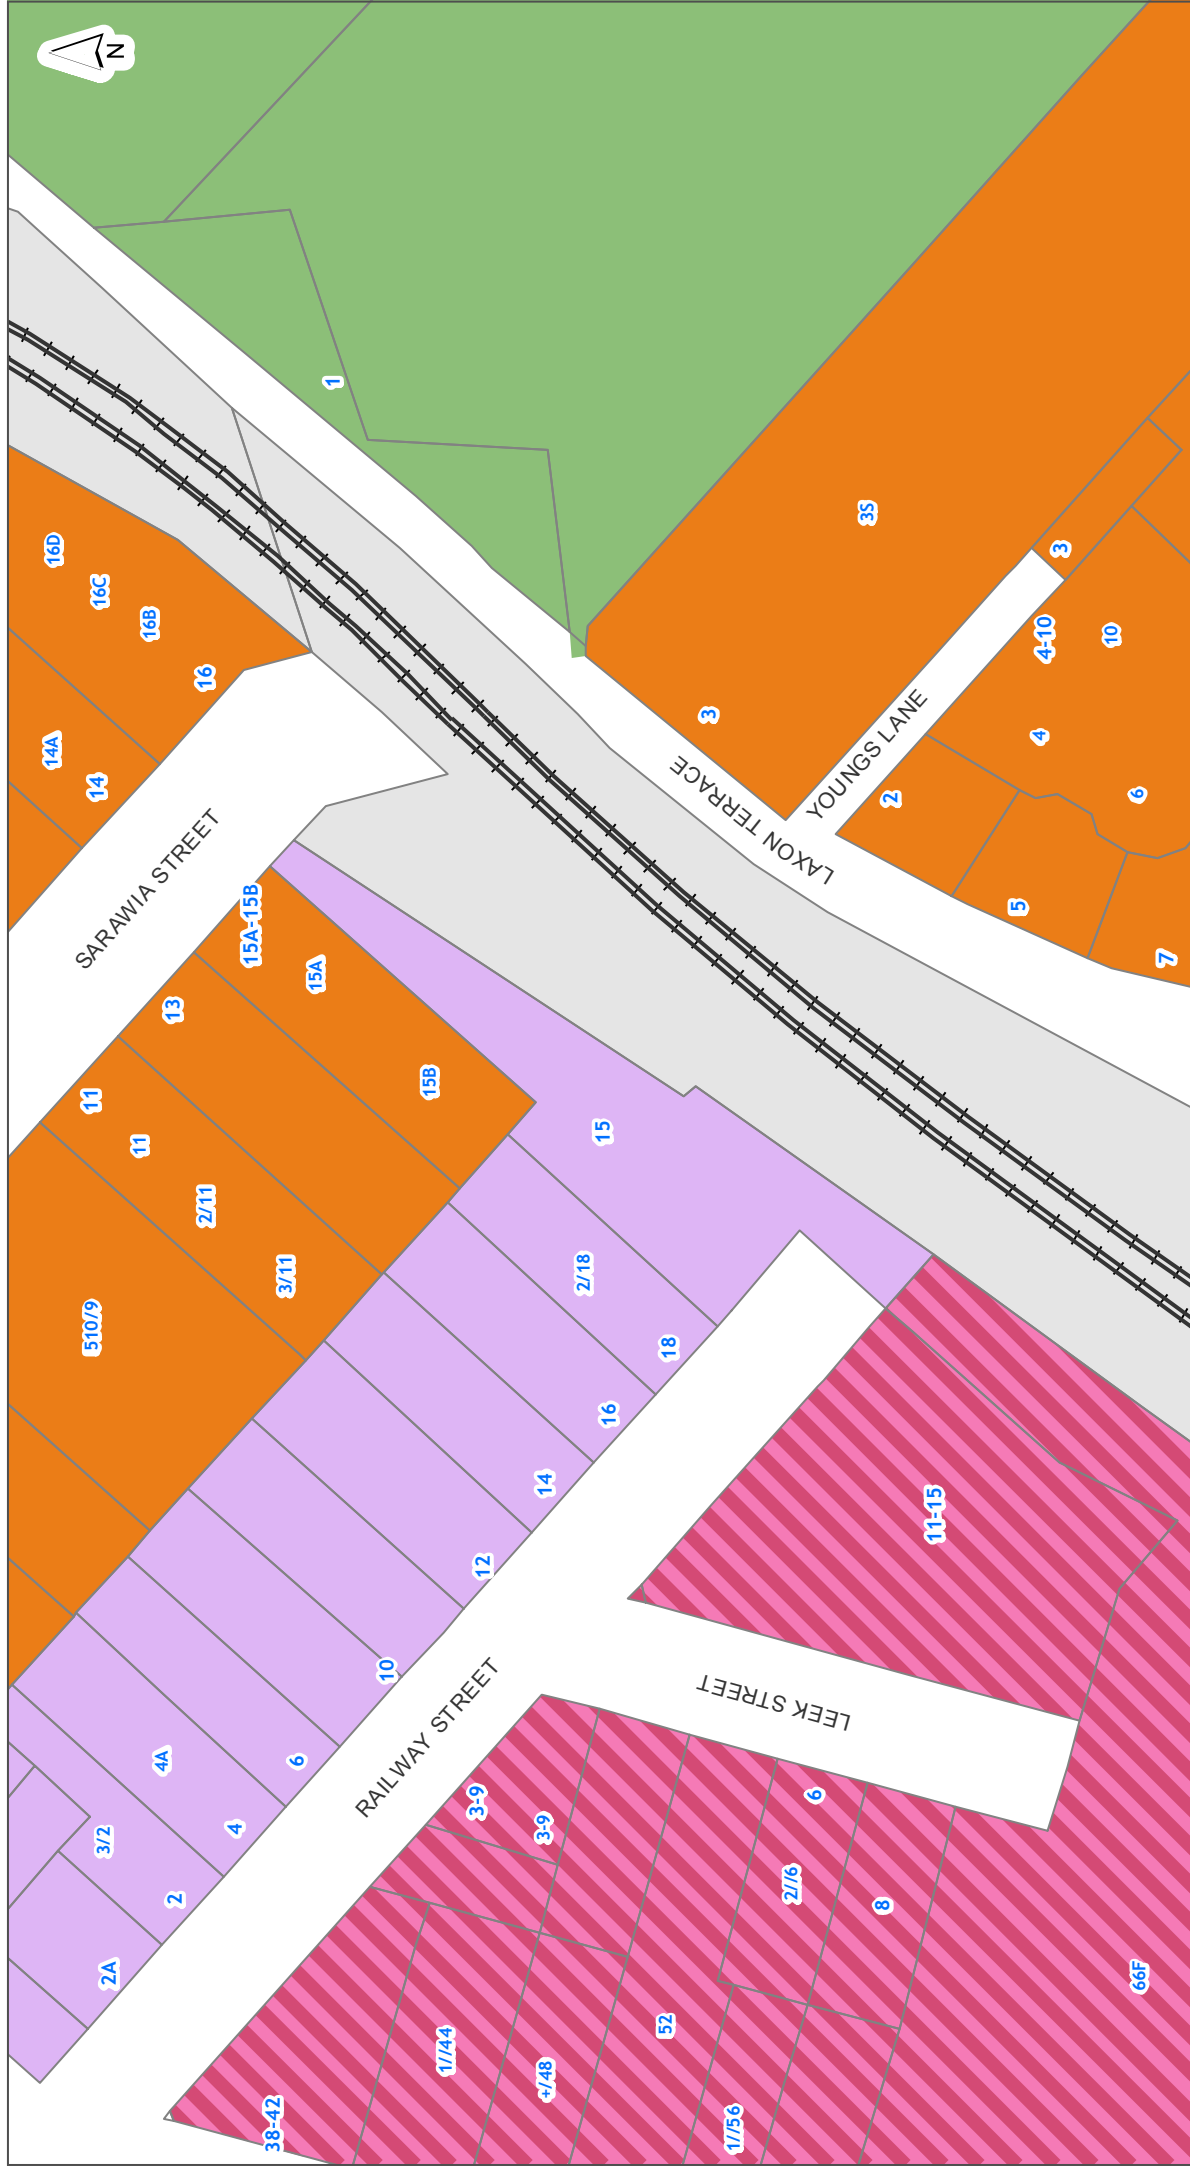 N
16D
16C
16B
16
14A
14
SARAWIA STREET
1
3S
3
3
YOUNGS LANE
LAXON TERRACE
4-10
10
4
6
2
5
7
15A-15B
15A
15B
13
11
11
2/11
3/11
510/9
15
2/18
18
16
14
12
10
6
4A
4
3/2
2
2A
RAILWAY STREET
LEEK STREET
11-15
3-9
3-9
6
2//6
8
66F
52
1//44
+/48
1//56
38-42